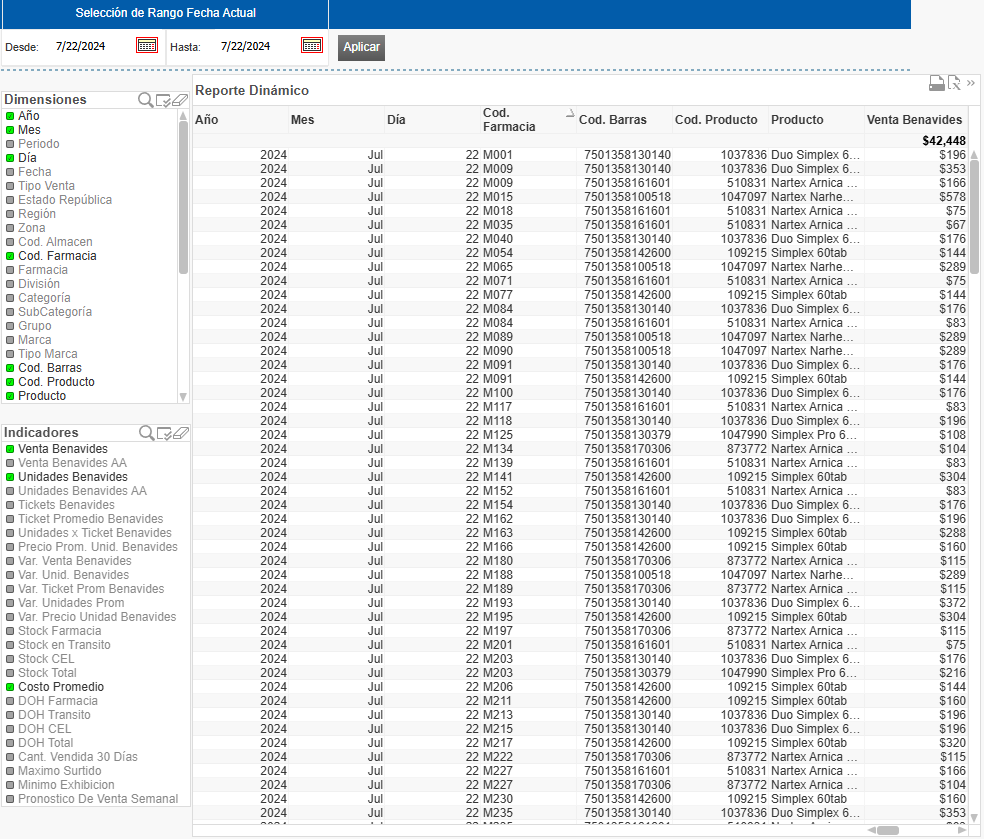 Selección de Rango Fecha Actual
Desde: 7/22/2024 Hasta: 7/22/2024 Aplicar
Dimensiones
Año
Mes
Periodo
Día
Fecha
Tipo Venta
Estado República
Región
Zona
Cod. Almacen
Cod. Farmacia
Farmacia
División
Categoría
SubCategoría
Grupo
Marca
Tipo Marca
Cod. Barras
Cod. Producto
Producto
Indicadores
Venta Benavides
Venta Benavides AA
Unidades Benavides
Unidades Benavides AA
Tickets Benavides
Ticket Promedio Benavides
Unidades x Ticket Benavides
Precio Prom. Unid. Benavides
Var. Venta Benavides
Var. Unid. Benavides
Var. Ticket Prom Benavides
Var. Unidades Prom
Var. Precio Unidad Benavides
Stock Farmacia
Stock en Transito
Stock CEL
Stock Total
Costo Promedio
DOH Farmacia
DOH Transito
DOH CEL
DOH Total
Cant. Vendida 30 Días
Maximo Surtido
Minimo Exhibicion
Pronostico De Venta Semanal
Reporte Dinámico
Año Mes Día Cod. Farmacia Cod. Barras Cod. Producto Producto Venta Benavides
$42,448
2024 Jul 22 M001 7501358130140 1037836 Duo Simplex 6... $196
2024 Jul 22 M009 7501358130140 1037836 Duo Simplex 6... $353
2024 Jul 22 M009 7501358161601 510831 Nartex Arnica ... $166
2024 Jul 22 M015 7501358100518 1047097 Nartex Narhe... $578
2024 Jul 22 M018 7501358161601 510831 Nartex Arnica ... $75
2024 Jul 22 M035 7501358161601 510831 Nartex Arnica ... $67
2024 Jul 22 M040 7501358130140 1037836 Duo Simplex 6... $176
2024 Jul 22 M054 7501358142600 109215 Simplex 60tab $144
2024 Jul 22 M065 7501358100518 1047097 Nartex Narhe... $289
2024 Jul 22 M071 7501358161601 510831 Nartex Arnica ... $75
2024 Jul 22 M077 7501358142600 109215 Simplex 60tab $144
2024 Jul 22 M084 7501358130140 1037836 Duo Simplex 6... $176
2024 Jul 22 M084 7501358161601 510831 Nartex Arnica ... $83
2024 Jul 22 M089 7501358100518 1047097 Nartex Narhe... $289
2024 Jul 22 M090 7501358100518 1047097 Nartex Narhe... $289
2024 Jul 22 M091 7501358130140 1037836 Duo Simplex 6... $176
2024 Jul 22 M091 7501358142600 109215 Simplex 60tab $144
2024 Jul 22 M100 7501358130140 1037836 Duo Simplex 6... $176
2024 Jul 22 M117 7501358161601 510831 Nartex Arnica ... $83
2024 Jul 22 M118 7501358130140 1037836 Duo Simplex 6... $196
2024 Jul 22 M125 7501358130379 1047990 Simplex Pro 6... $108
2024 Jul 22 M134 7501358170306 873772 Nartex Arnica ... $104
2024 Jul 22 M139 7501358161601 510831 Nartex Arnica ... $83
2024 Jul 22 M141 7501358142600 109215 Simplex 60tab $304
2024 Jul 22 M152 7501358161601 510831 Nartex Arnica ... $83
2024 Jul 22 M154 7501358130140 1037836 Duo Simplex 6... $176
2024 Jul 22 M162 7501358130140 1037836 Duo Simplex 6... $196
2024 Jul 22 M163 7501358142600 109215 Simplex 60tab $288
2024 Jul 22 M166 7501358142600 109215 Simplex 60tab $160
2024 Jul 22 M180 7501358170306 873772 Nartex Arnica ... $115
2024 Jul 22 M188 7501358100518 1047097 Nartex Narhe... $289
2024 Jul 22 M189 7501358170306 873772 Nartex Arnica ... $115
2024 Jul 22 M193 7501358130140 1037836 Duo Simplex 6... $372
2024 Jul 22 M195 7501358142600 109215 Simplex 60tab $304
2024 Jul 22 M197 7501358170306 873772 Nartex Arnica ... $115
2024 Jul 22 M201 7501358161601 510831 Nartex Arnica ... $75
2024 Jul 22 M203 7501358130140 1037836 Duo Simplex 6... $176
2024 Jul 22 M203 7501358130379 1047990 Simplex Pro 6... $216
2024 Jul 22 M206 7501358142600 109215 Simplex 60tab $144
2024 Jul 22 M211 7501358142600 109215 Simplex 60tab $160
2024 Jul 22 M213 7501358130140 1037836 Duo Simplex 6... $196
2024 Jul 22 M215 7501358130140 1037836 Duo Simplex 6... $196
2024 Jul 22 M217 7501358142600 109215 Simplex 60tab $320
2024 Jul 22 M222 7501358170306 873772 Nartex Arnica ... $115
2024 Jul 22 M227 7501358161601 510831 Nartex Arnica ... $166
2024 Jul 22 M227 7501358170306 873772 Nartex Arnica ... $104
2024 Jul 22 M230 7501358142600 109215 Simplex 60tab $160
2024 Jul 22 M235 7501358130140 1037836 Duo Simplex 6... $353